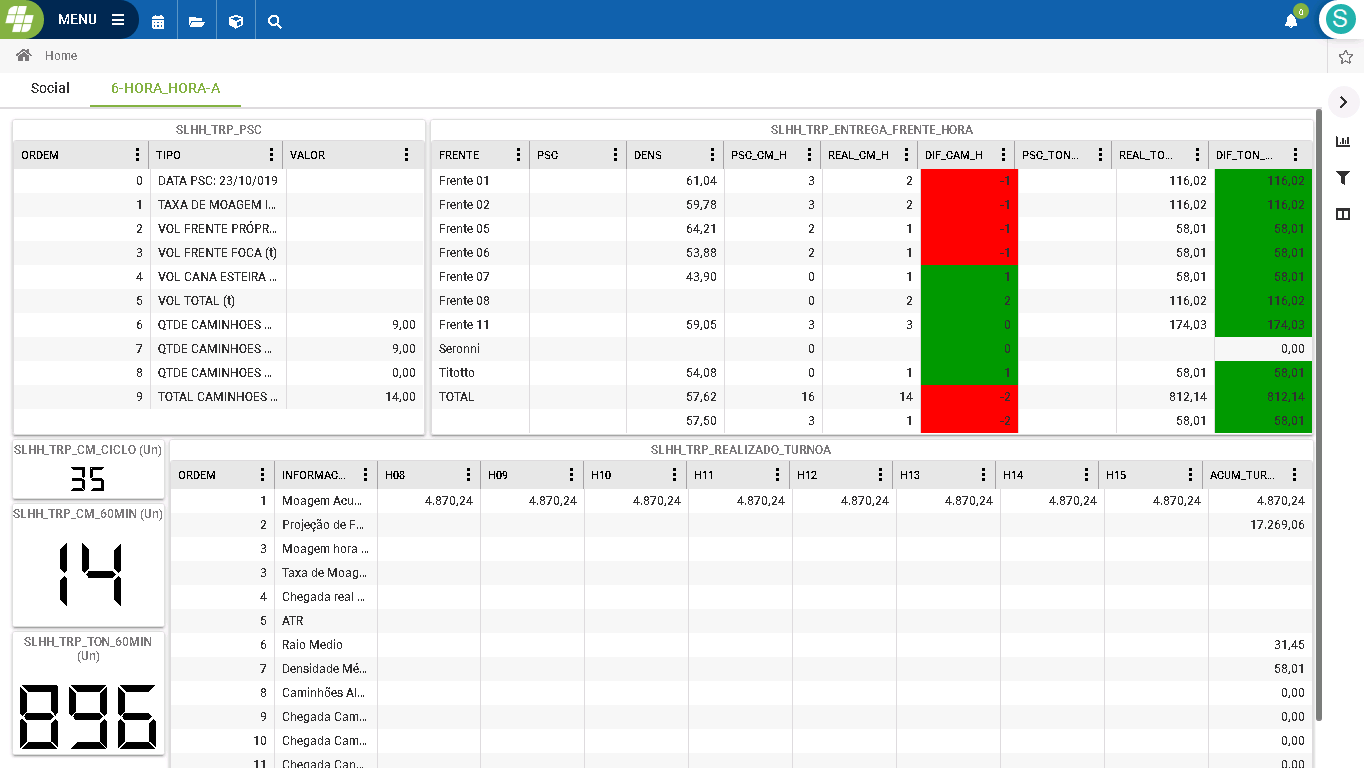 MENU
0
S
Home
Social 6-HORA_HORA-A
SLHH_TRP_PSC
ORDEM TIPO VALOR
0 DATA PSC: 23/10/019
1 TAXA DE MOAGEM I...
2 VOL FRENTE PRÓPR...
3 VOL FRENTE FOCA (t)
4 VOL CANA ESTEIRA ...
5 VOL TOTAL (t)
6 QTDE CAMINHOES ... 9,00
7 QTDE CAMINHOES ... 9,00
8 QTDE CAMINHOES ... 0,00
9 TOTAL CAMINHOES ... 14,00
SLHH_TRP_ENTREGA_FRENTE_HORA
FRENTE PSC DENS PSC_CM_H REAL_CM_H DIF_CAM_H PSC_TON... REAL_TO... DIF_TON_...
Frente 01 61,04 3 2 -1 116,02 116,02
Frente 02 59,78 3 2 -1 116,02 116,02
Frente 05 64,21 2 1 -1 58,01 58,01
Frente 06 53,88 2 1 -1 58,01 58,01
Frente 07 43,90 0 1 1 58,01 58,01
Frente 08 0 2 2 116,02 116,02
Frente 11 59,05 3 3 0 174,03 174,03
Seronni 0 0,00
Titotto 54,08 0 1 1 58,01 58,01
TOTAL 57,62 16 14 -2 812,14 812,14
57,50 3 1 2 58,01 58,01
SLHH_TRP_CM_CICLO (Un)
35
SLHH_TRP_CM_60MIN (Un)
14
SLHH_TRP_TON_60MIN
(Un)
896
SLHH_TRP_REALIZADO_TURNOA
ORDEM INFORMAC... H08 H09 H10 H11 H12 H13 H14 H15 ACUM_TUR...
1 Moagem Acu... 4.870,24 4.870,24 4.870,24 4.870,24 4.870,24 4.870,24 4.870,24 4.870,24 4.870,24
2 Projeção de F... 17.269,06
3 Moagem hora ...
3 Taxa de Moag...
4 Chegada real ...
5 ATR
6 Raio Medio 31,45
7 Densidade Mé... 58,01
8 Caminhões Al... 0,00
9 Chegada Cam... 0,00
10 Chegada Cam... 0,00
11 Chegada Can... 0,00